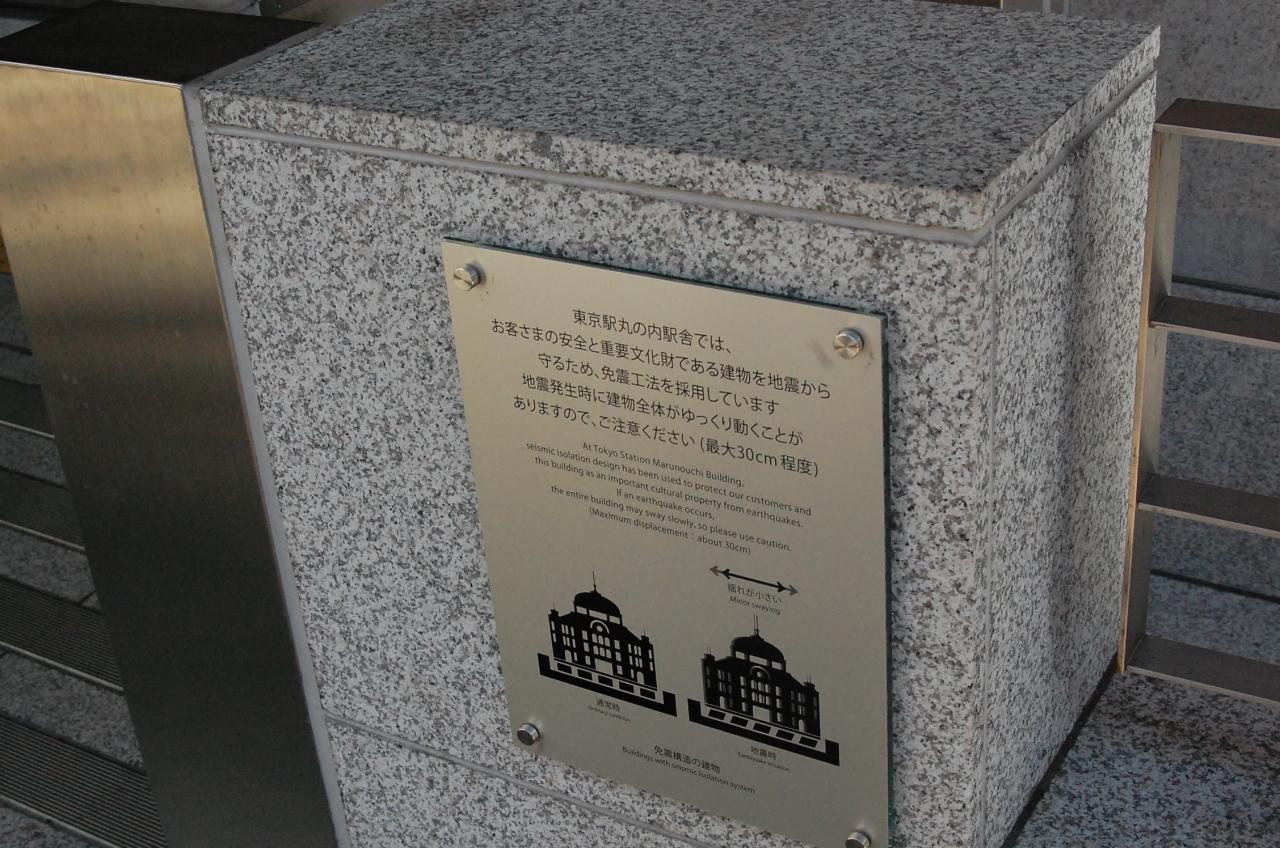 東京駅丸の内駅舎では、
お客さまの安全と重要文化財である建物を地震から
守るため、免震工法を採用しています
地震発生時に建物全体がゆっくり動くことが
ありますので、ご注意ください (最大30cm 程度)
At Tokyo Station Marunouchi Building,
seismic isolation design has been used to protect our customers and
this building as an important cultural property from earthquakes.
If an earthquake occurs,
the entire building may sway slowly, so please use caution.
(Maximum displacement : about 30cm)
揺れが小さい
Minor swaying
通常時
Ordinary condition
地震時
Earthquake occasion
免震構造の建物
Buildings with seismic isolation system